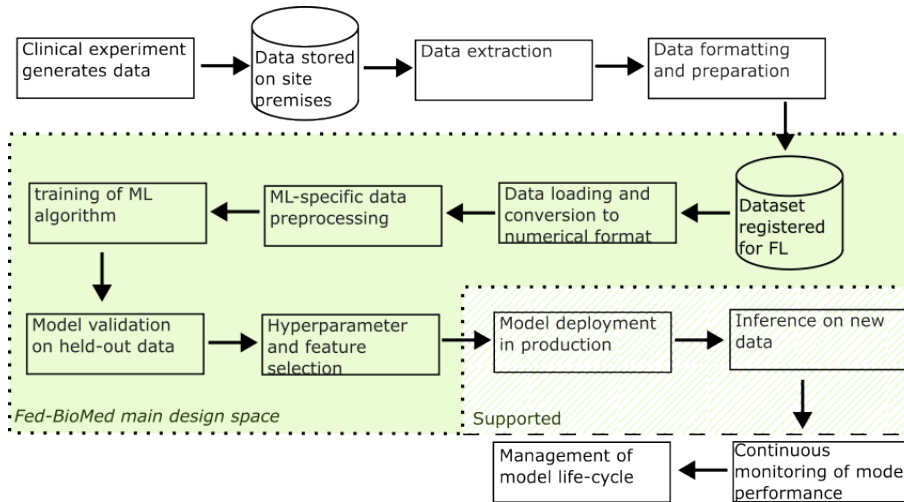 Clinical experiment
generates data
Data stored
on site
premises
Data extraction
Data formatting
and preparation
Dataset
registered
for FL
Data loading and
conversion to
numerical format
ML-specific data
preprocessing
training of ML
algorithm
Model validation
on held-out data
Hyperparameter
and feature
selection
Model deployment
in production
Inference on new
data
Fed-BioMed main design space
Supported
Continuous
monitoring of mode
performance
Management of
model life-cycle